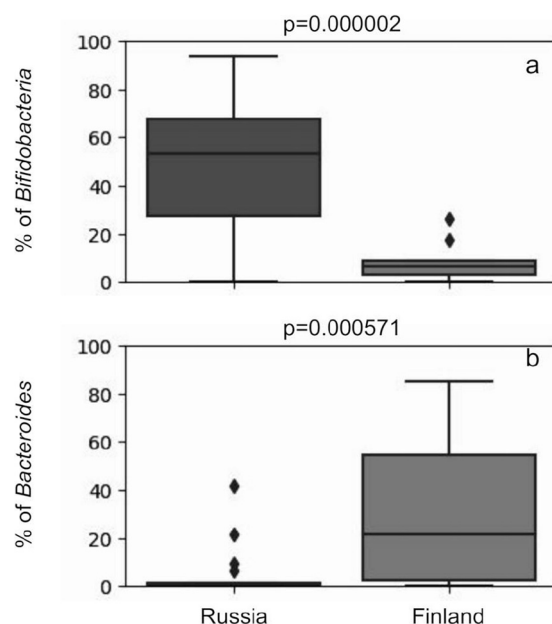 p=0.000002
a
% of Bifidobacteria
100
80
60
40
20
0
p=0.000571
b
% of Bacteroides
100
80
60
40
20
0
Russia Finland